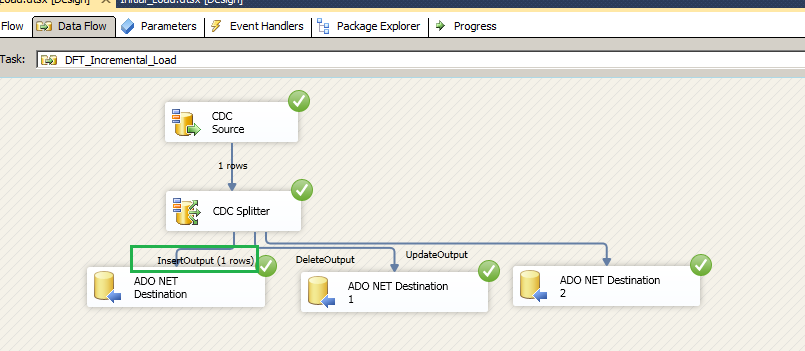 Load.dtsx [Design] Initial_Load.dtsx [Design]
Flow Data Flow Parameters Event Handlers Package Explorer Progress
Task: DFT_Incremental_Load
CDC
Source
1 rows
CDC Splitter
InsertOutput (1 rows) DeleteOutput UpdateOutput
ADO NET
Destination
ADO NET Destination
1
ADO NET Destination
2